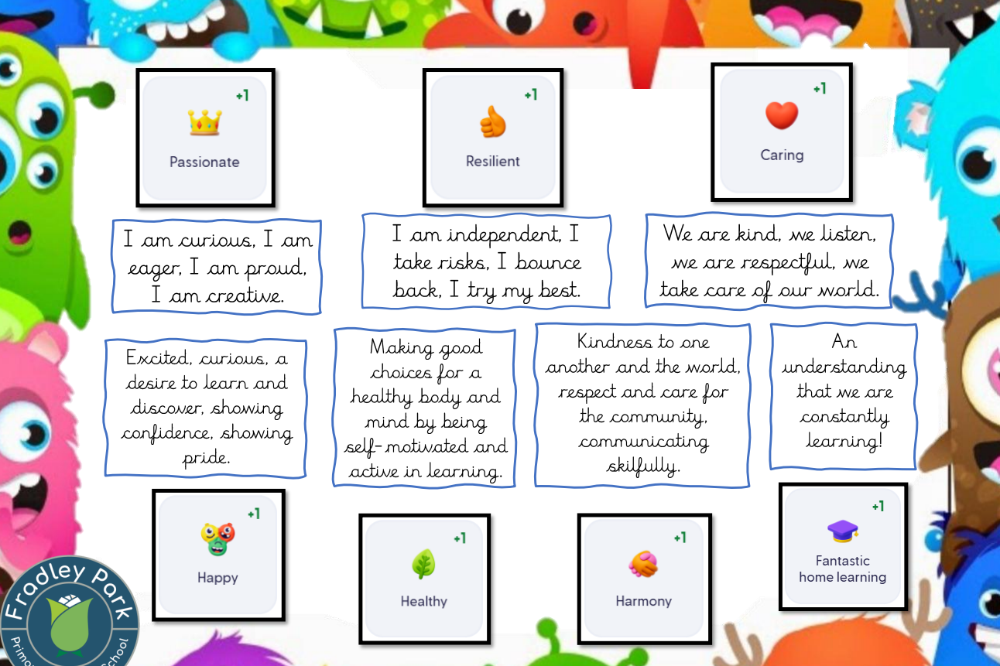 +1
Passionate
+1
Resilient
+1
Caring
I am curious, I am
eager, I am proud,
I am creative.
I am independent, I
take risks, I bounce
back, I try my best.
We are kind, we listen,
we are respectful, we
take care of our world.
Excited, curious, a
desire to learn and
discover, showing
confidence, showing
pride.
Making good
choices for a
healthy body and
mind by being
self-motivated and
active in learning.
Kindness to one
another and the world,
respect and care for
the community,
communicating
skilfully.
An
understanding
that we are
constantly
learning!
+1
Happy
+1
Healthy
+1
Harmony
+1
Fantastic
home learning
Fradley Park
School